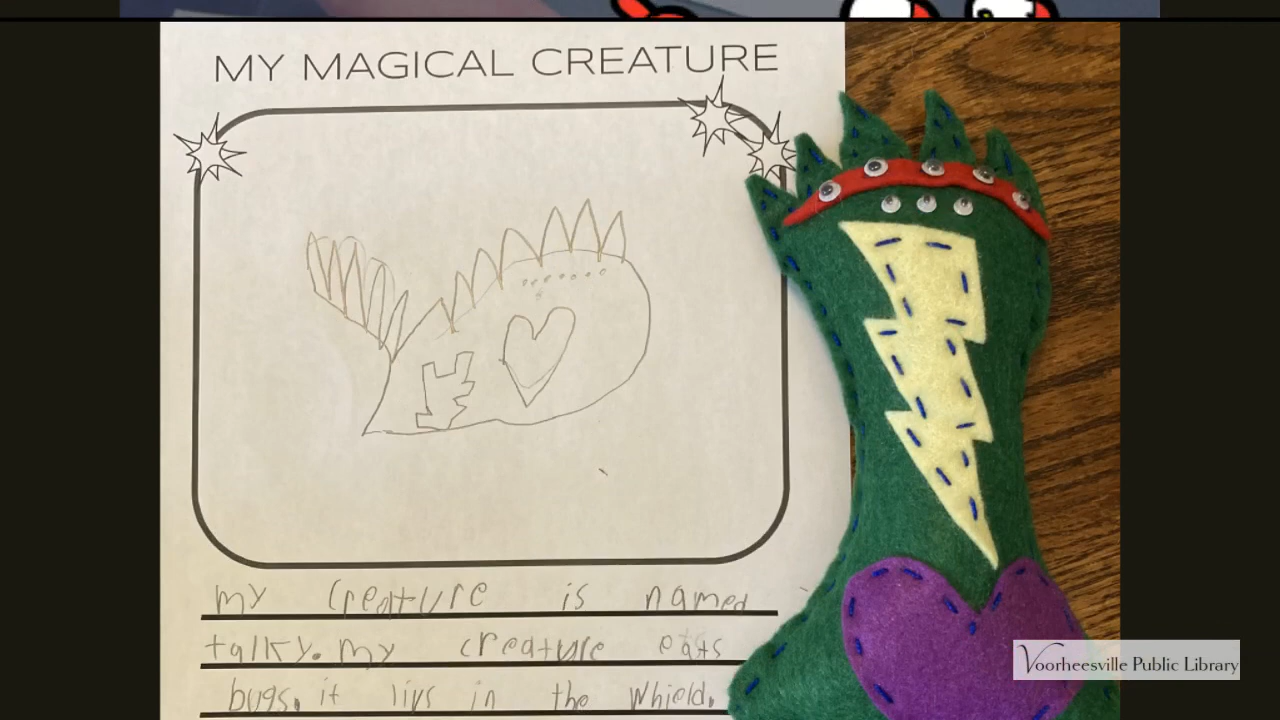 MY MAGICAL CREATURE
my creature is named
talky. my creature eats
bugs. it livs in the whield.
Voorheesville Public Library